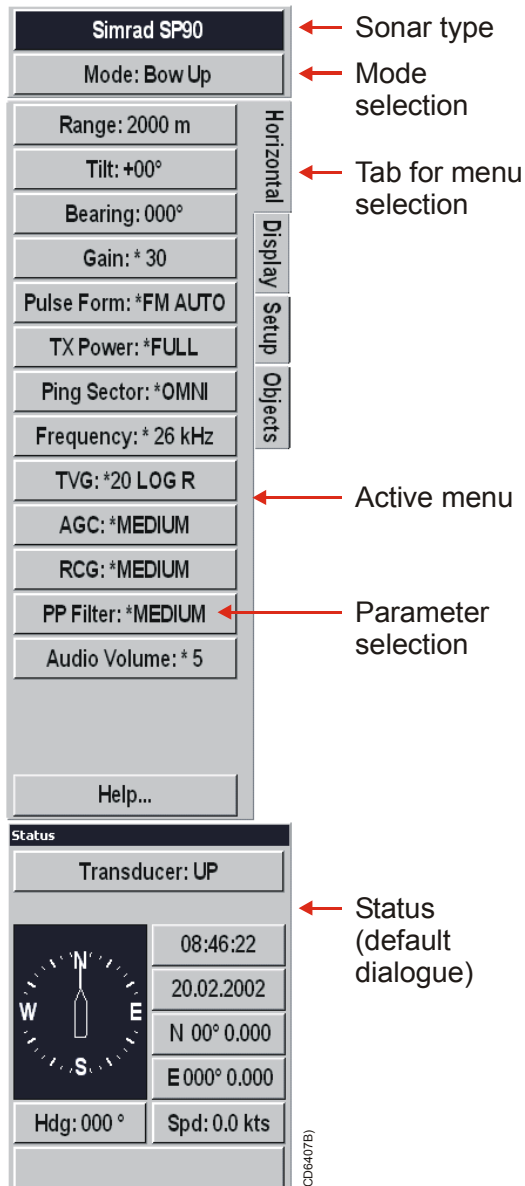 Simrad SP90
Sonar type
Mode: Bow Up
Mode
selection
Range: 2000 m
Horizontal
Tilt: +00°
Tab for menu
selection
Bearing: 000°
Display
Gain: * 30
Pulse Form: *FM AUTO
Setup
TX Power: *FULL
Ping Sector: *OMNI
Objects
Frequency: * 26 kHz
TVG: *20 LOG R
Active menu
AGC: *MEDIUM
RCG: *MEDIUM
PP Filter: *MEDIUM
Parameter
selection
Audio Volume: * 5
Help...
Status
Transducer: UP
Status
(default
dialogue)
08:46:22
20.02.2002
N 00° 0.000
E 000° 0.000
N
W
E
S
Hdg: 000 °
Spd: 0.0 kts
CD6407B)